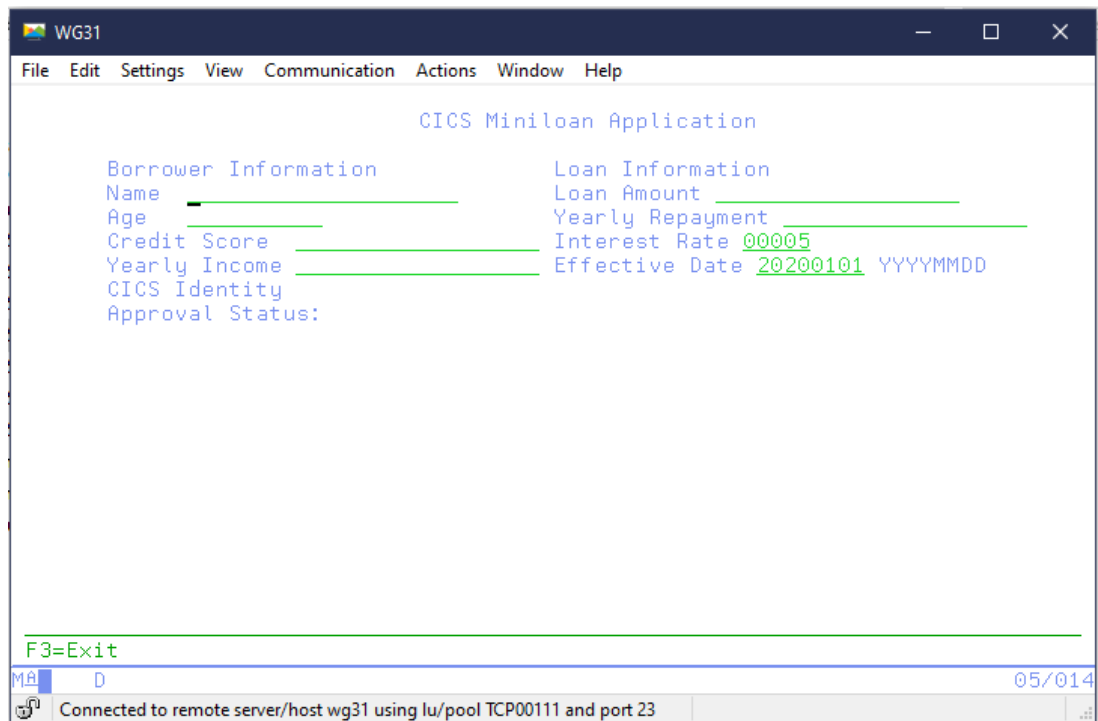 WG31
File Edit Settings View Communication Actions Window Help
CICS Miniloan Application
Borrower Information Loan Information
Name Loan Amount
Age Yearly Repayment
Credit Score Interest Rate 00005
Yearly Income Effective Date 20200101 YYYYMMDD
CICS Identity
Approval Status:
F3=Exit
MA D 05/014
Connected to remote server/host wg31 using lu/pool TCP00111 and port 23